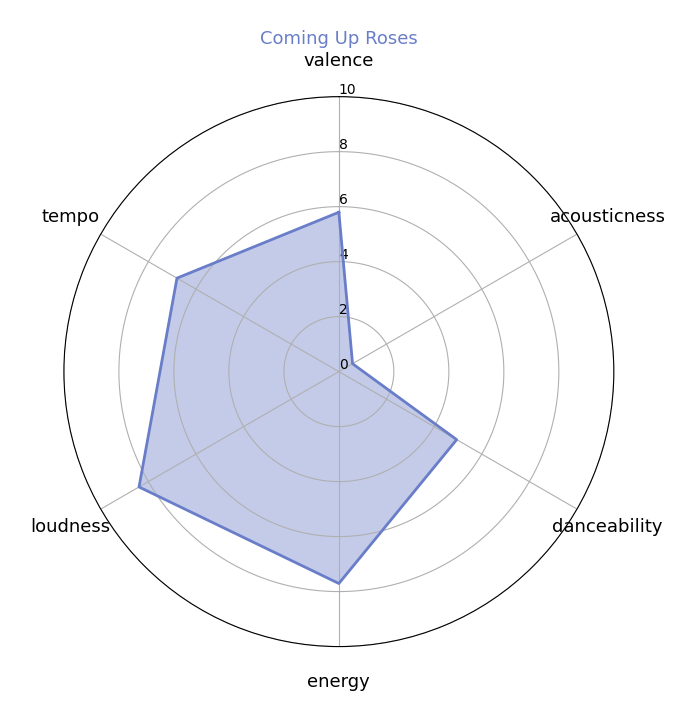 Coming Up Roses
valence
10
8
tempo
acousticness
6
4
2
0
loudness
danceability
energy